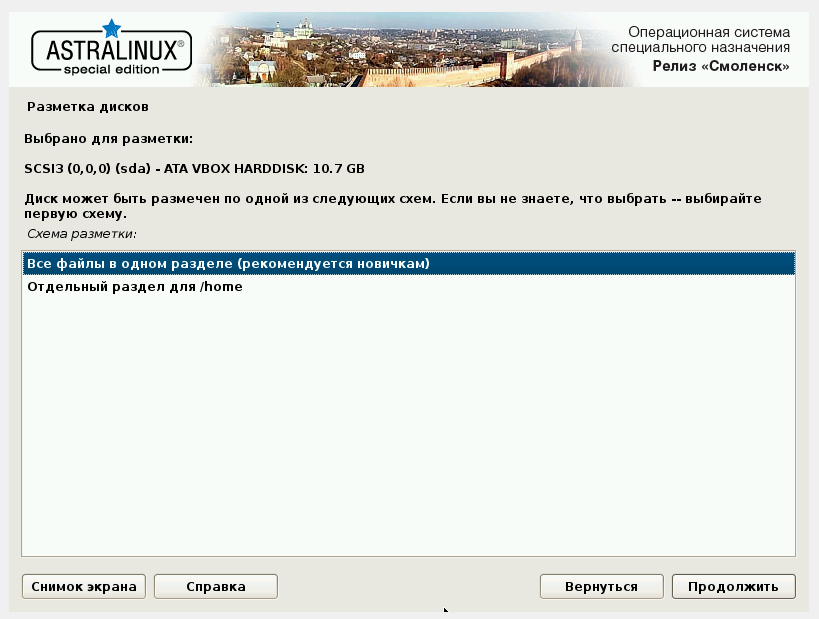 ASTRALINUX®
special edition
Операционная система
специального назначения
Релиз «Смоленск»
Разметка дисков
Выбрано для разметки:
SCSI3 (0,0,0) (sda) - ATA VBOX HARDDISK: 10.7 GB
Диск может быть размечен по одной из следующих схем. Если вы не знаете, что выбрать -- выбирайте
первую схему.
Схема разметки:
Все файлы в одном разделе (рекомендуется новичкам)
Отдельный раздел для /home
Снимок экрана
Справка
Вернуться
Продолжить